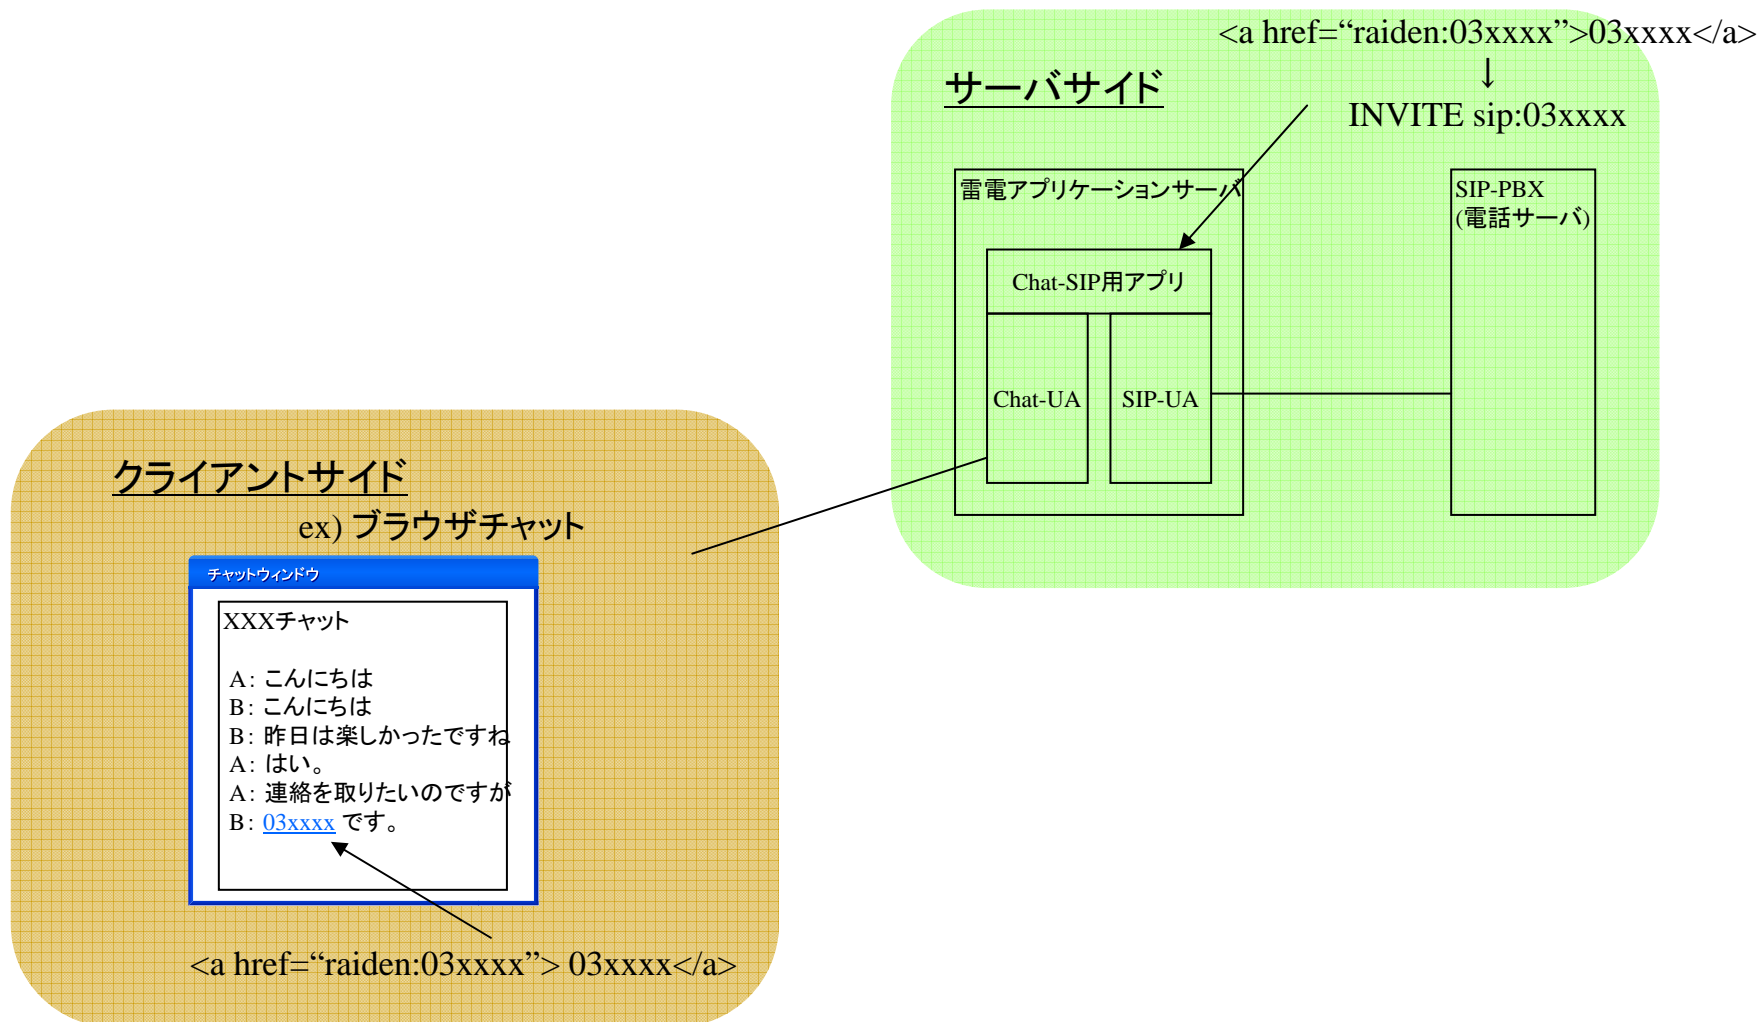 <a href=“raiden:03xxxx”>03xxxx</a>
↓
INVITE sip:03xxxx
サーバサイド
雷電アプリケーションサーバ
Chat-SIP用アプリ
Chat-UA
SIP-UA
SIP-PBX
(電話サーバ)
クライアントサイド
ex) ブラウザチャット
チャットウィンドウ
XXXチャット
A: こんにちは
B: こんにちは
B: 昨日は楽しかったですね
A: はい。
A: 連絡を取りたいのですが
B: 03xxxx です。
<a href=“raiden:03xxxx”> 03xxxx</a>